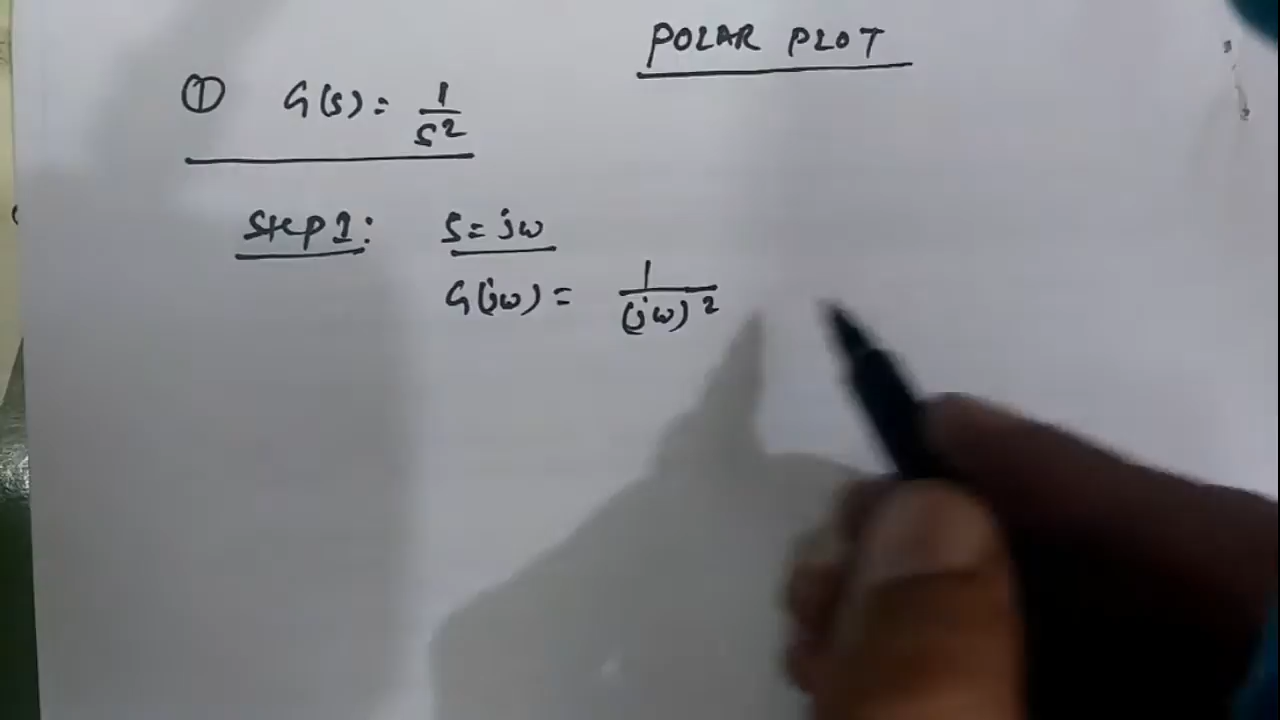 POLAR PLOT
① G(s) = 1/s²
Step 1: s = jω
G(jω) = 1/(jω)²